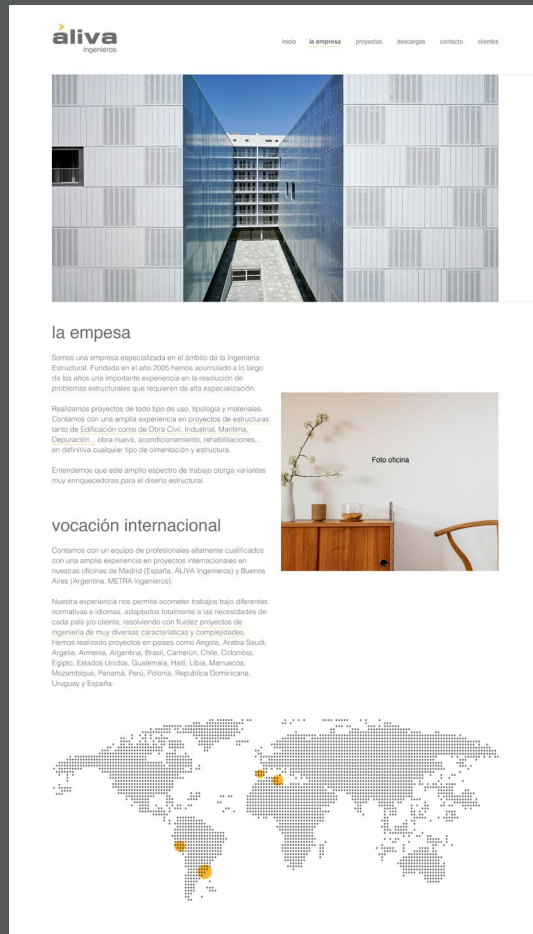 áliva
ingenieros
inicio la empresa proyectos descargas contacto clientes
la empesa
Somos una empresa especializada en el ámbito de la Ingeniería
Estructural. Fundada en el año 2005 hemos acumulado a lo largo
de los años una importante experiencia en la resolución de
problemas estructurales que requieren de alta especialización.
Realizamos proyectos de todo tipo de uso, tipología y materiales.
Contamos con una amplia experiencia en proyectos de estructuras
tanto de Edificación como de Obra Civil, Industrial, Marítima,
Depuración... obra nueva, acondicionamiento, rehabilitaciones...
en definitiva cualquier tipo de cimentación y estructura.
Entendemos que este amplio espectro de trabajo otorga variantes
muy enriquecedoras para el diseño estructural.
Foto oficina
vocación internacional
Contamos con un equipo de profesionales altamente cualificados
con una amplia experiencia en proyectos internacionales en
nuestras oficinas de Madrid (España, ÁLIVA Ingenieros) y Buenos
Aires (Argentina, METRA Ingenieros).
Nuestra experiencia nos permite acometer trabajos bajo diferentes
normativas e idiomas, adaptados totalmente a las necesidades de
cada país y/o cliente, resolviendo con fluidez proyectos de
ingeniería de muy diversas características y complejidades.
Hemos realizado proyectos en países como Angola, Arabia Saudí,
Argelia, Armenia, Argentina, Brasil, Camerún, Chile, Colombia,
Egipto, Estados Unidos, Guatemala, Haití, Libia, Marruecos,
Mozambique, Panamá, Perú, Polonia, Republica Dominicana,
Uruguay y España.